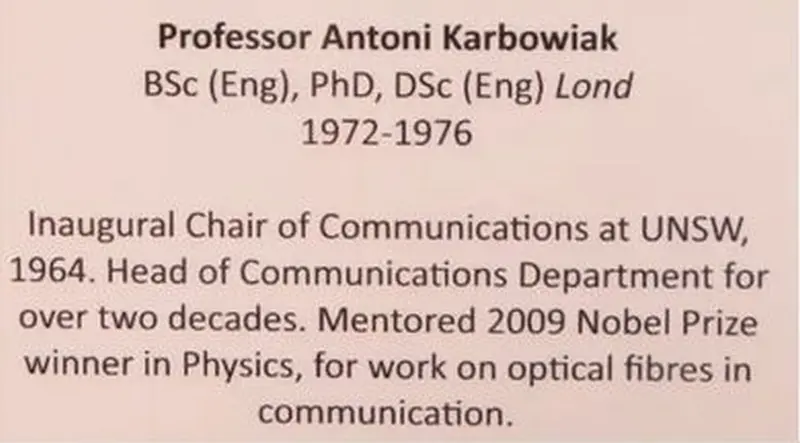 Professor Antoni Karbowiak
BSc (Eng), PhD, DSc (Eng) Lond
1972-1976
Inaugural Chair of Communications at UNSW,
1964. Head of Communications Department for
over two decades. Mentored 2009 Nobel Prize
winner in Physics, for work on optical fibres in
communication.